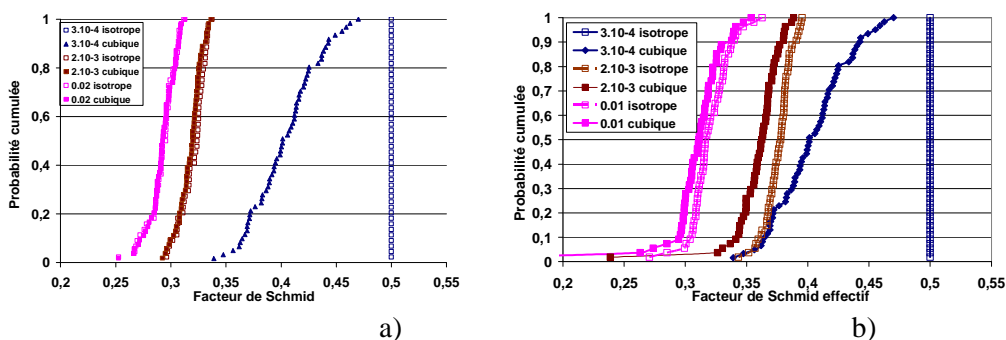 1
0,8
0,6
0,4
0,2
0
Probabilité cumulée
3.10-4 isotrope
3.10-4 cubique
2.10-3 isotrope
2.10-3 cubique
0.02 isotrope
0.02 cubique
0,2 0,25 0,3 0,35 0,4 0,45 0,5 0,55
Facteur de Schmid
a)
1
0,9
0,8
0,7
0,6
0,5
0,4
0,3
0,2
0,1
0
Probabilité cumulée
3.10-4 isotrope
3.10-4 cubique
2.10-3 isotrope
2.10-3 cubique
0.01 isotrope
0.01 cubique
0,2 0,25 0,3 0,35 0,4 0,45 0,5 0,55
Facteur de Schmid effectif
b)